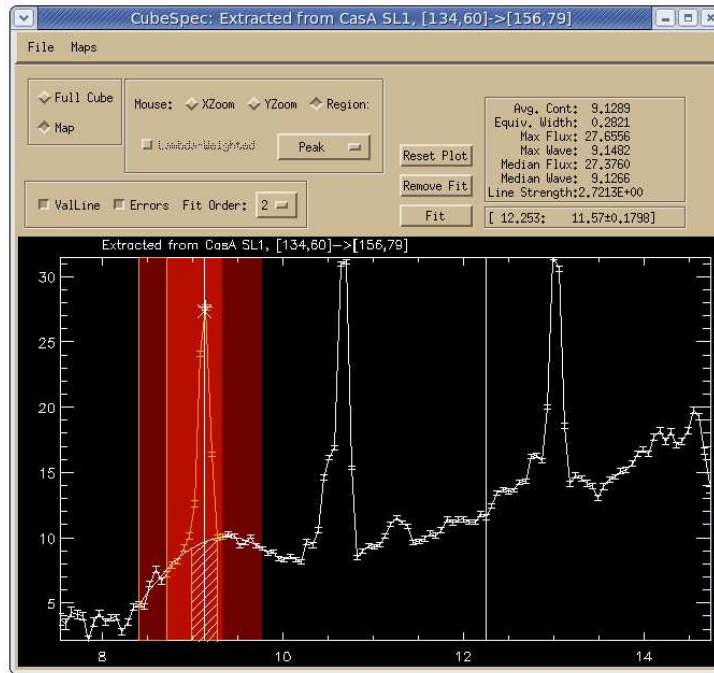 CubeSpec: Extracted from CasA SL1, [134,60]->[156,79]
File Maps
Full Cube
Map
Mouse: XZoom YZoom Region:
Lambda-Weighted Peak
ValLine Errors Fit Order: 2
Reset Plot
Remove Fit
Fit
Avg. Cont: 9.1289
Equiv. Width: 0.2821
Max Flux: 27.6556
Max Wave: 9.1482
Median Flux: 27.3760
Median Wave: 9.1266
Line Strength:2.7213E+00
[ 12.253: 11.57±0.1798]
Extracted from CasA SL1, [134,60]->[156,79]
30
25
20
15
10
5
8 10 12 14